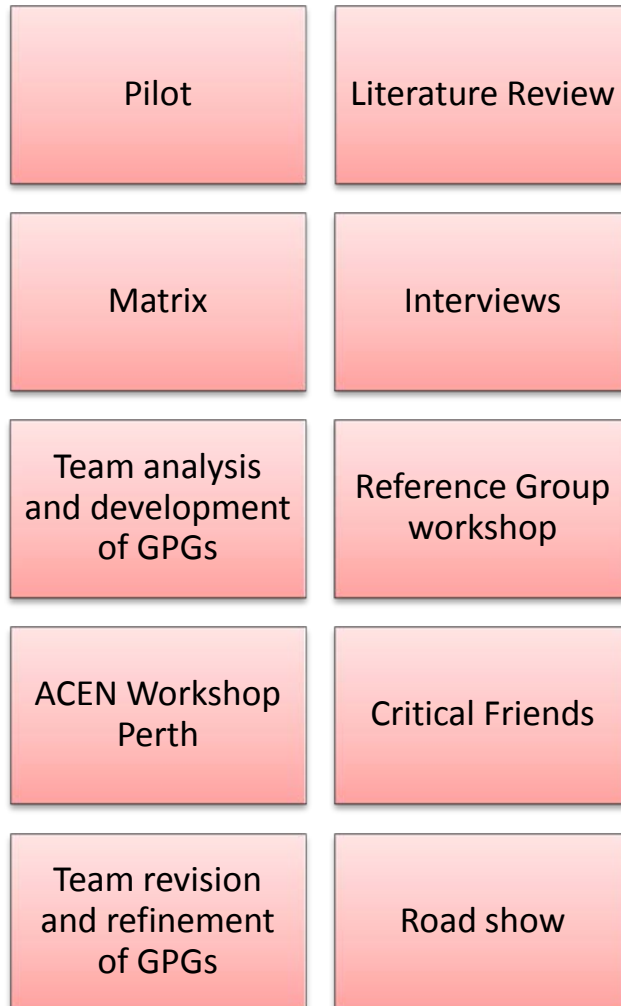 Pilot
Literature Review
Matrix
Interviews
Team analysis
and development
of GPGs
Reference Group
workshop
ACEN Workshop
Perth
Critical Friends
Team revision
and refinement
of GPGs
Road show